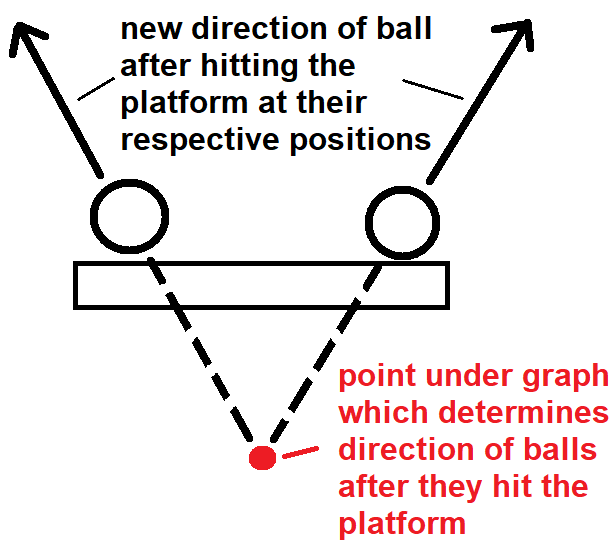 new direction of ball
after hitting the
platform at their
respective positions
point under graph
which determines
direction of balls
after they hit the
platform